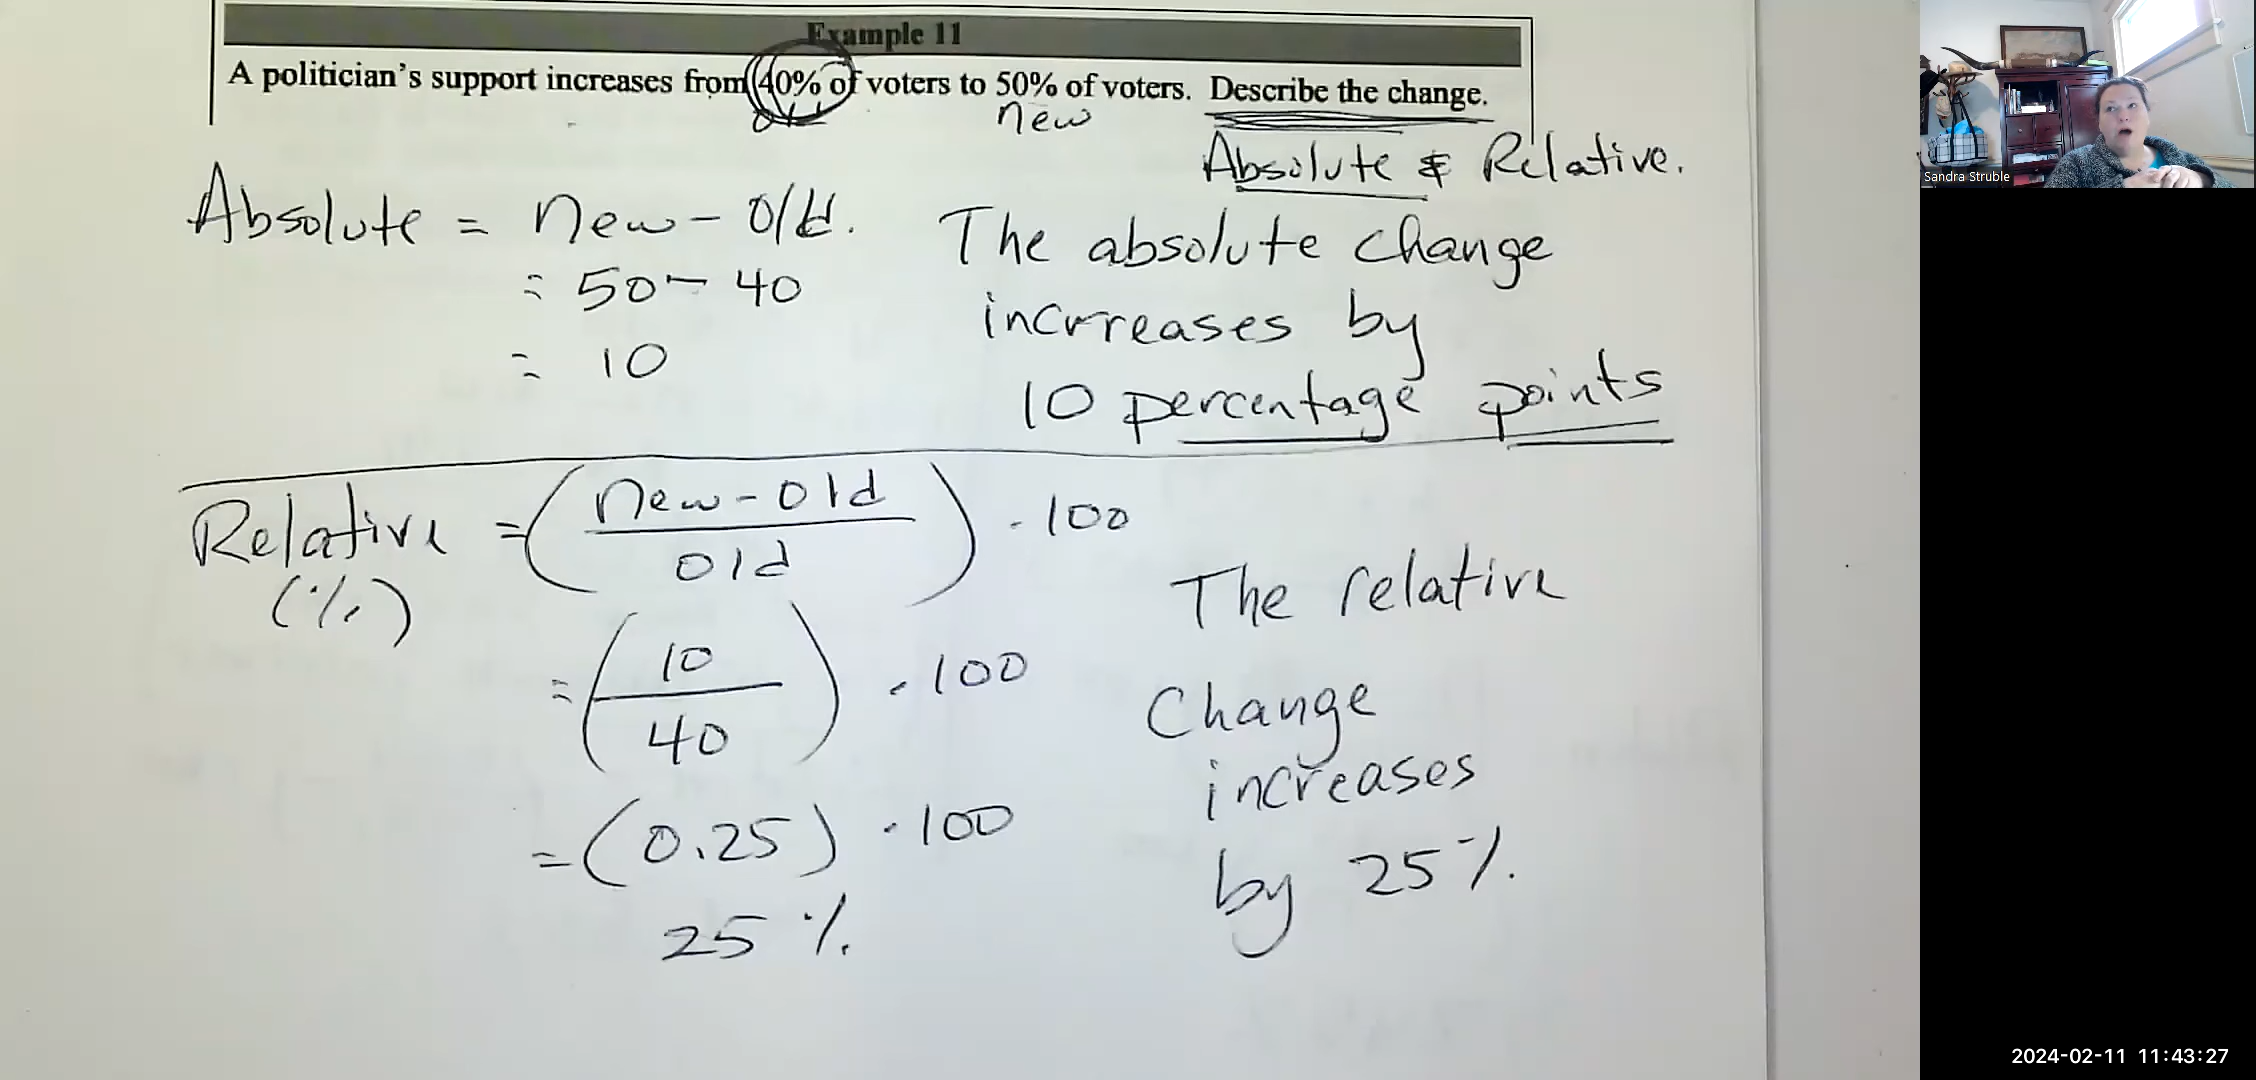 Example 11
A politician's support increases from 40% of voters to 50% of voters. Describe the change.
old
new
Absolute & Relative.
Absolute = new - old.
= 50 - 40
= 10
The absolute change
increases by
10 percentage points
Relative = (new - old / old) · 100
(%)
= (10 / 40) · 100
= (0.25) · 100
25 %.
The relative
Change
increases
by 25%.
Sandra Struble
2024-02-11 11:43:27